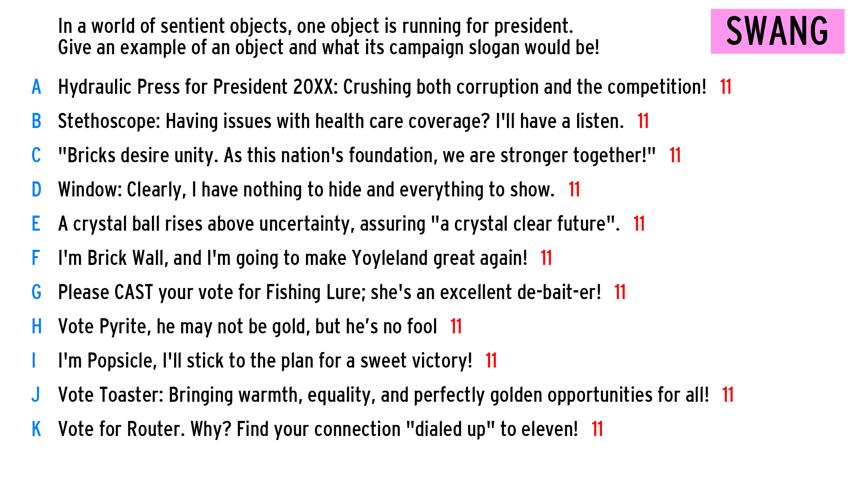 In a world of sentient objects, one object is running for president.
Give an example of an object and what its campaign slogan would be!
SWANG
A Hydraulic Press for President 20XX: Crushing both corruption and the competition! 11
B Stethoscope: Having issues with health care coverage? I'll have a listen. 11
C "Bricks desire unity. As this nation's foundation, we are stronger together!" 11
D Window: Clearly, I have nothing to hide and everything to show. 11
E A crystal ball rises above uncertainty, assuring "a crystal clear future". 11
F I'm Brick Wall, and I'm going to make Yoyleland great again! 11
G Please CAST your vote for Fishing Lure; she's an excellent de-bait-er! 11
H Vote Pyrite, he may not be gold, but he’s no fool 11
I I'm Popsicle, I'll stick to the plan for a sweet victory! 11
J Vote Toaster: Bringing warmth, equality, and perfectly golden opportunities for all! 11
K Vote for Router. Why? Find your connection "dialed up" to eleven! 11